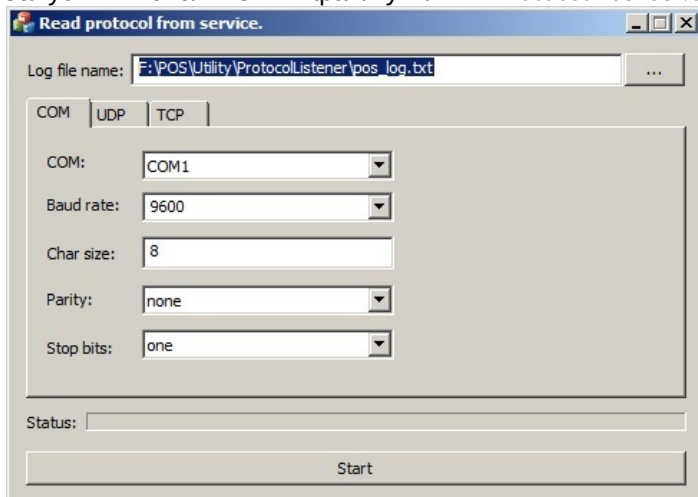 Read protocol from service.
Log file name: F:\POS\Utility\ProtocolListener\pos_log.txt ...
COM UDP TCP
COM: COM1
Baud rate: 9600
Char size: 8
Parity: none
Stop bits: one
Status:
Start